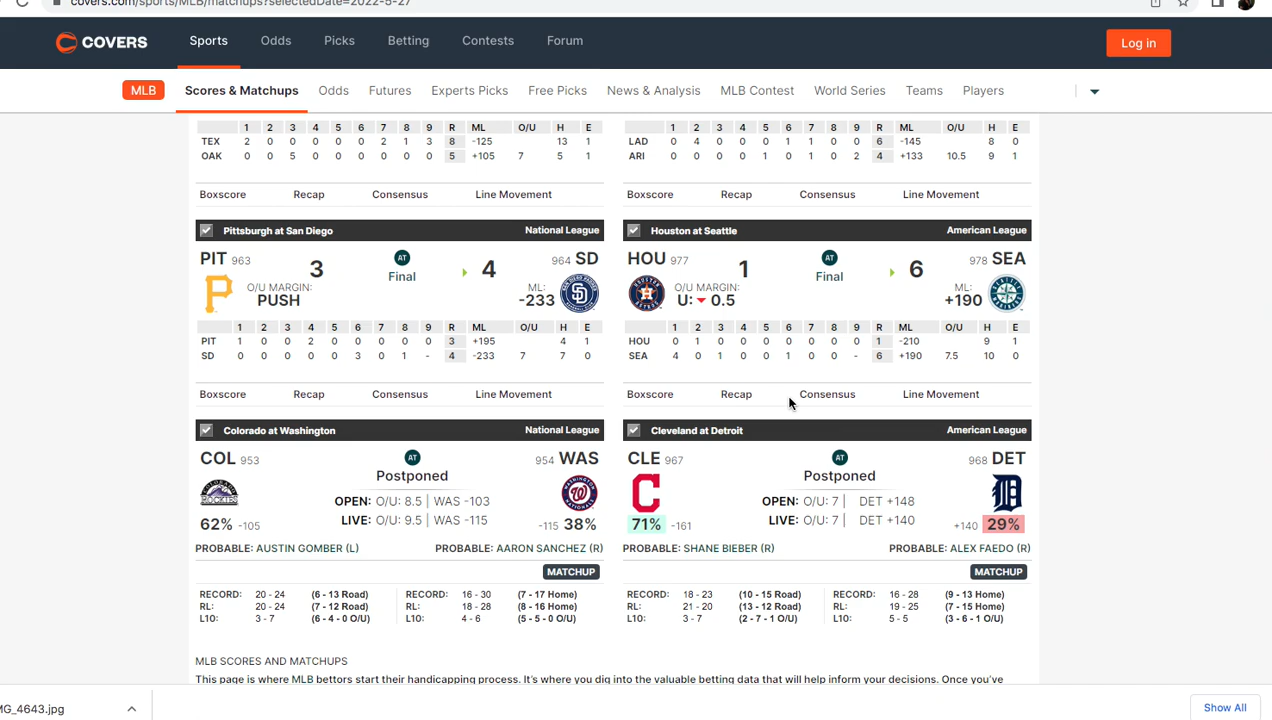 covers.com/sports/MLB/matchups?selectedDate=2022-5-27
COVERS Sports Odds Picks Betting Contests Forum Log in
MLB Scores & Matchups Odds Futures Experts Picks Free Picks News & Analysis MLB Contest World Series Teams Players
1 2 3 4 5 6 7 8 9 R ML O/U H E
TEX 2 0 0 0 0 0 2 1 3 8 -125 13 1
OAK 0 0 5 0 0 0 0 0 0 5 +105 7 5 1
Boxscore Recap Consensus Line Movement
1 2 3 4 5 6 7 8 9 R ML O/U H E
LAD 0 4 0 0 0 1 1 0 0 6 -145 8 0
ARI 0 0 0 0 1 0 1 0 2 4 +133 10.5 9 1
Boxscore Recap Consensus Line Movement
Pittsburgh at San Diego National League
PIT 963 3 AT Final 4 964 SD
O/U MARGIN: PUSH
ML: -233
SAN DIEGO PADRES
1 2 3 4 5 6 7 8 9 R ML O/U H E
PIT 1 0 0 2 0 0 0 0 0 3 +195 4 1
SD 0 0 0 0 0 3 0 1 - 4 -233 7 7 0
Boxscore Recap Consensus Line Movement
Houston at Seattle American League
HOU 977 1 AT Final 6 978 SEA
O/U MARGIN: U: 0.5
ML: +190
1 2 3 4 5 6 7 8 9 R ML O/U H E
HOU 0 1 0 0 0 0 0 0 0 1 -210 9 1
SEA 4 0 1 0 0 1 0 0 - 6 +190 7.5 10 0
Boxscore Recap Consensus Line Movement
Colorado at Washington National League
COL 953 AT 954 WAS
Postponed
OPEN: O/U: 8.5 | WAS -103
LIVE: O/U: 9.5 | WAS -115
62% -105 -115 38%
PROBABLE: AUSTIN GOMBER (L) PROBABLE: AARON SANCHEZ (R)
MATCHUP
RECORD: 20 - 24 (6 - 13 Road) RECORD: 16 - 30 (7 - 17 Home)
RL: 20 - 24 (7 - 12 Road) RL: 18 - 28 (8 - 16 Home)
L10: 3 - 7 (6 - 4 - 0 O/U) L10: 4 - 6 (5 - 5 - 0 O/U)
Cleveland at Detroit American League
CLE 967 AT 968 DET
Postponed
OPEN: O/U: 7 | DET +148
LIVE: O/U: 7 | DET +140
71% -161 +140 29%
PROBABLE: SHANE BIEBER (R) PROBABLE: ALEX FAEDO (R)
MATCHUP
RECORD: 18 - 23 (10 - 15 Road) RECORD: 16 - 28 (9 - 13 Home)
RL: 21 - 20 (13 - 12 Road) RL: 19 - 25 (7 - 15 Home)
L10: 3 - 7 (2 - 7 - 1 O/U) L10: 5 - 5 (3 - 6 - 1 O/U)
MLB SCORES AND MATCHUPS
This page is where MLB bettors start their handicapping process. It's where you dig into the valuable betting data that will help inform your decisions. Once you've
MG_4643.jpg Show All